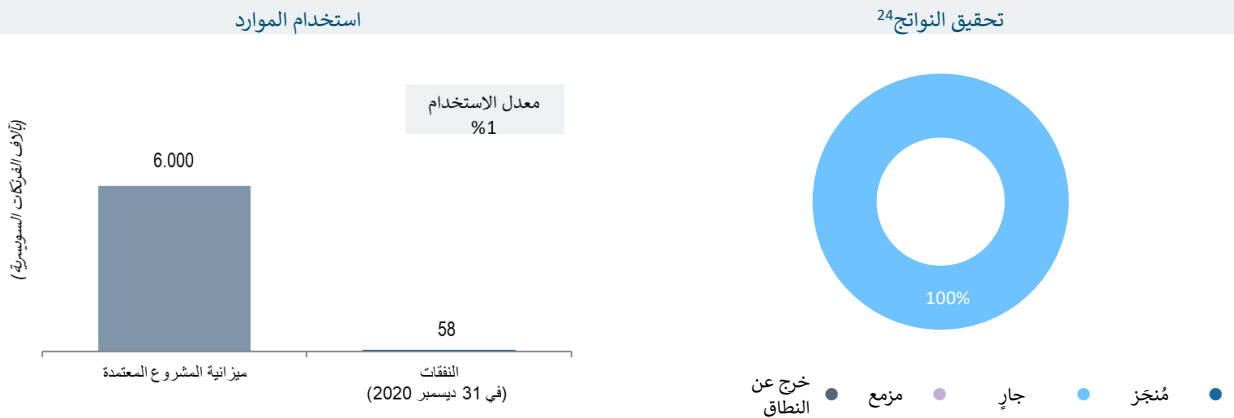 تحقيق النواتج24
استخدام الموارد
معدل الاستخدام
%1
(بآلاف الفرنكات السويسرية)
6.000
58
ميزانية المشروع المعتمدة
النفقات
(في 31 ديسمبر 2020)
100%
مُنجَز
جارٍ
مزمع
خرج عن
النطاق